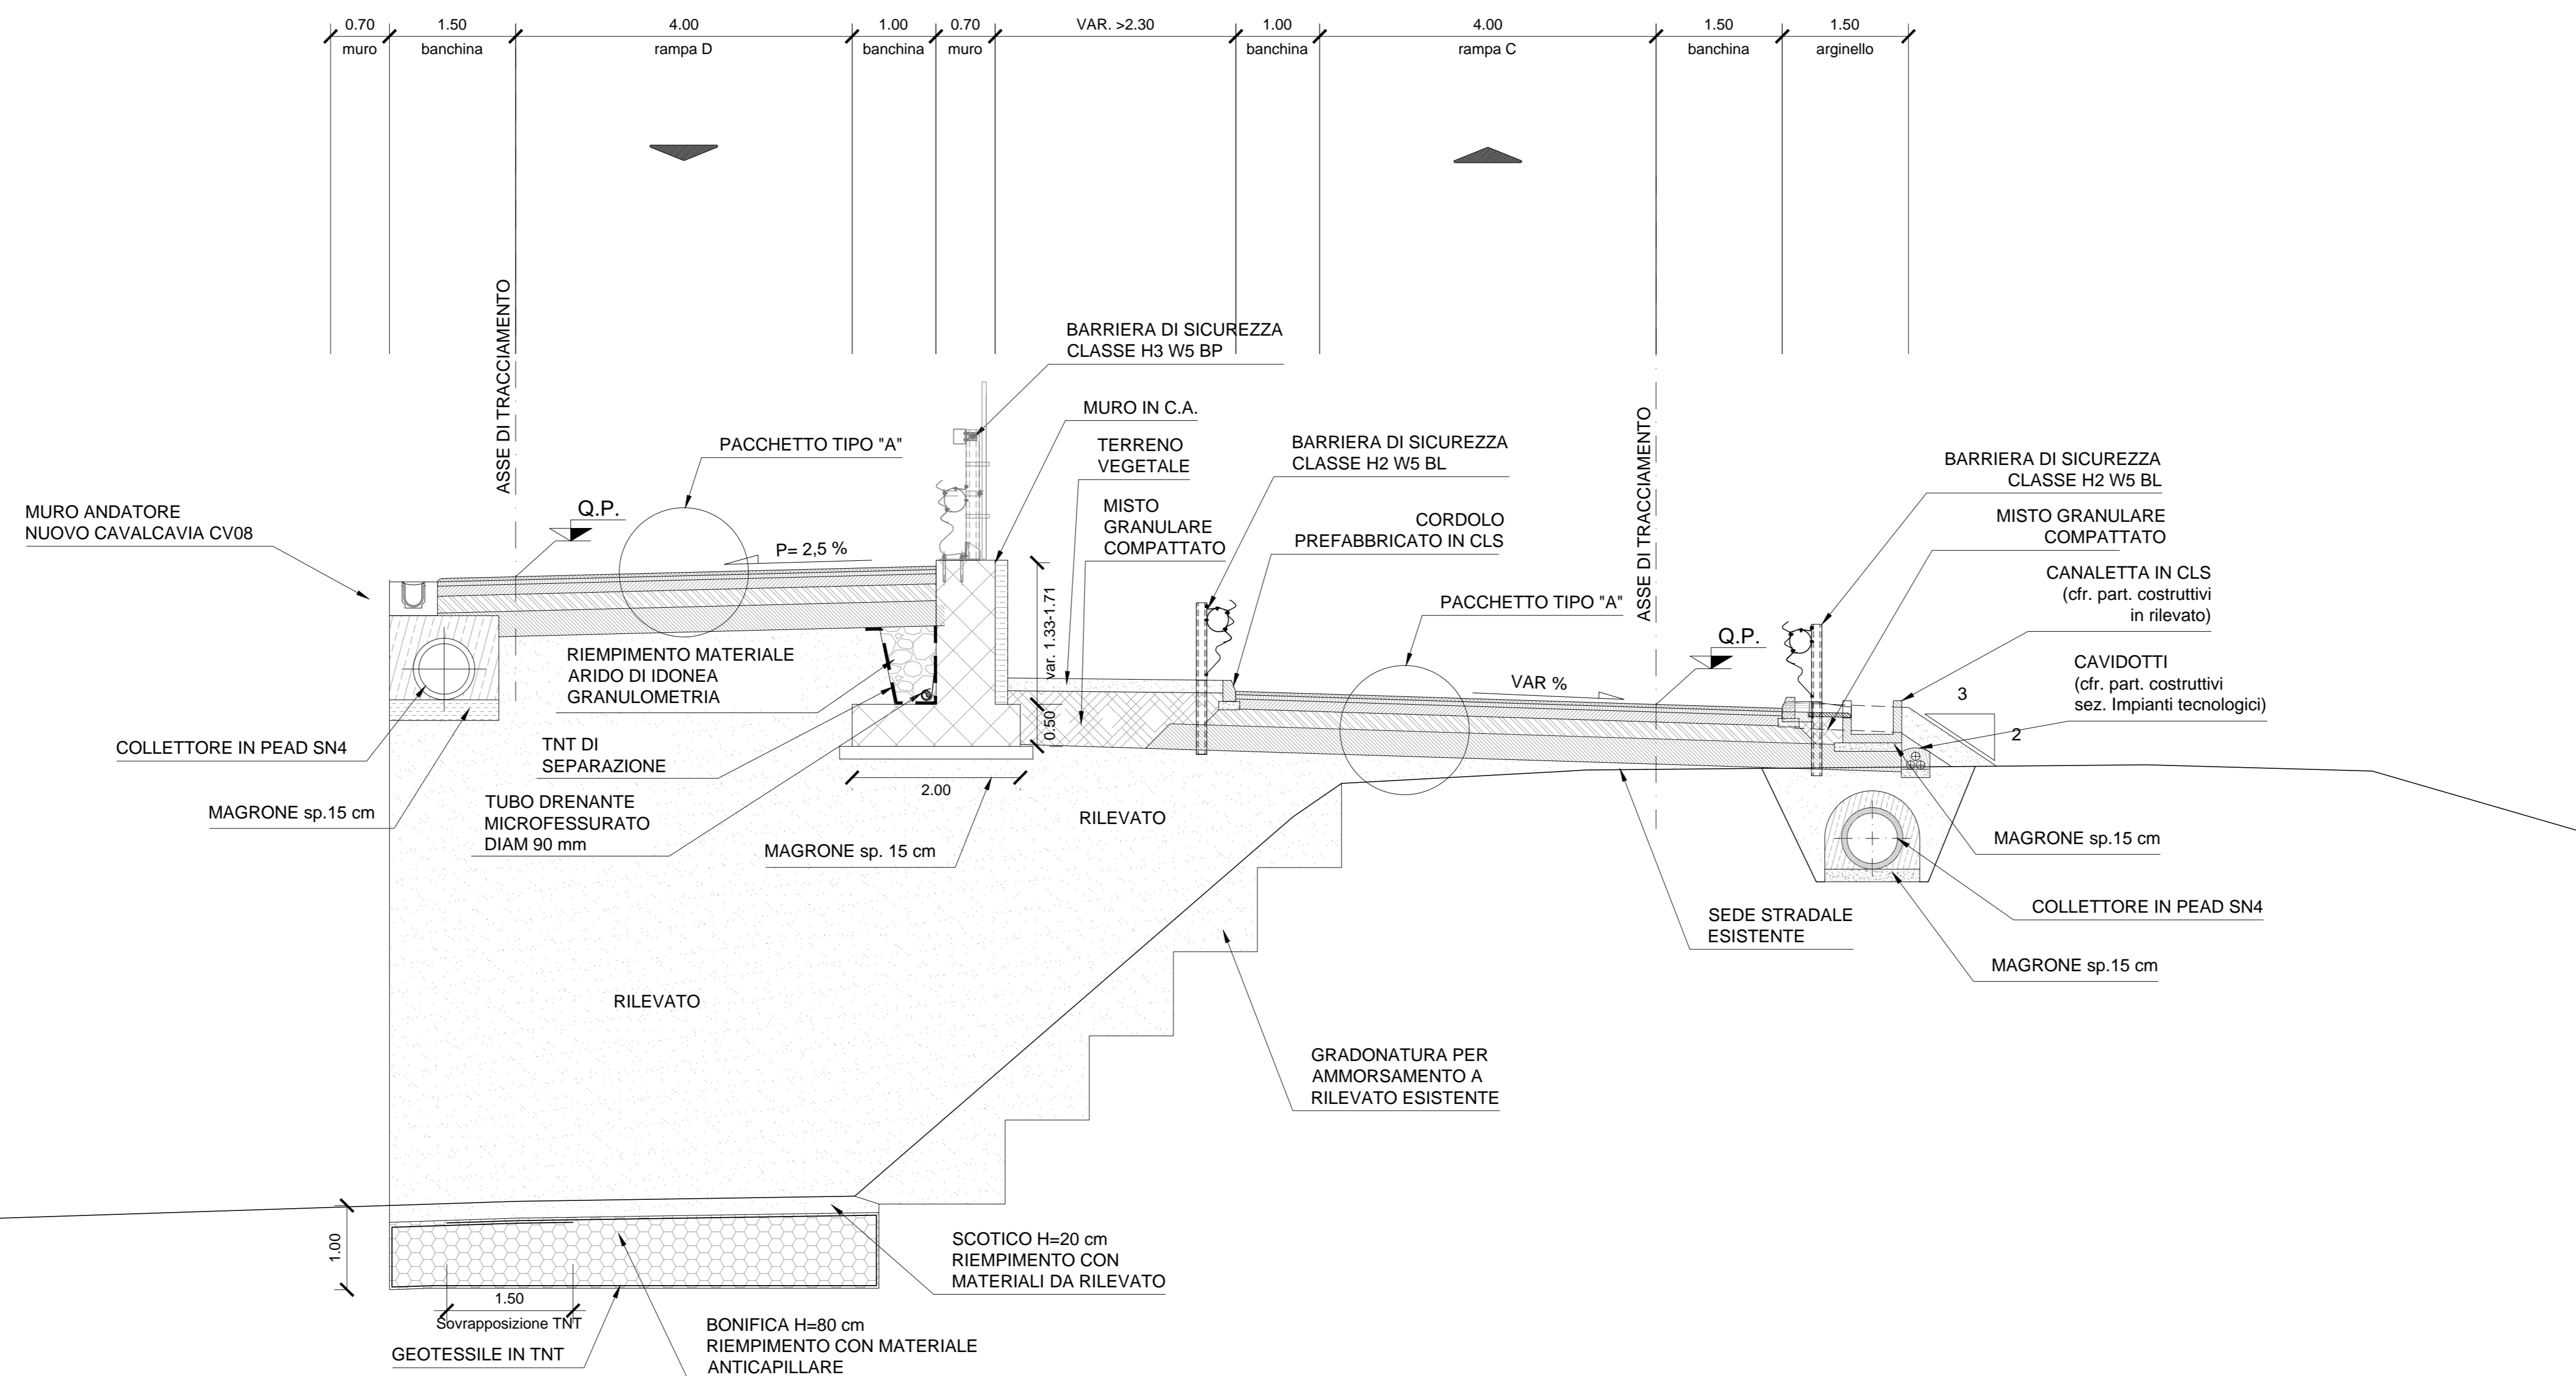 0.70
1.50
4.00
1.00
0.70
VAR. >2.30
1.00
4.00
1.50
1.50
muro
banchina
rampa D
banchina
muro
banchina
rampa C
banchina
arginello
ASSE DI TRACCIAMENTO
BARRIERA DI SICUREZZA
CLASSE H3 W5 BP
MURO IN C.A.
PACCHETTO TIPO "A"
TERRENO
VEGETALE
BARRIERA DI SICUREZZA
CLASSE H2 W5 BL
ASSE DI TRACCIAMENTO
BARRIERA DI SICUREZZA
CLASSE H2 W5 BL
MURO ANDATORE
NUOVO CAVALCAVIA CV08
Q.P.
P= 2,5 %
MISTO
GRANULARE
COMPATTATO
CORDOLO
PREFABBRICATO IN CLS
MISTO GRANULARE
COMPATTATO
CANALETTA IN CLS
(cfr. part. costruttivi
in rilevato)
PACCHETTO TIPO "A"
var. 1.33-1.71
0.50
Q.P.
VAR %
CAVIDOTTI
(cfr. part. costruttivi
sez. Impianti tecnologici)
3
2
RIEMPIMENTO MATERIALE
ARIDO DI IDONEA
GRANULOMETRIA
COLLETTORE IN PEAD SN4
TNT DI
SEPARAZIONE
2.00
MAGRONE sp.15 cm
TUBO DRENANTE
MICROFESSURATO
DIAM 90 mm
MAGRONE sp. 15 cm
RILEVATO
MAGRONE sp.15 cm
COLLETTORE IN PEAD SN4
SEDE STRADALE
ESISTENTE
MAGRONE sp.15 cm
RILEVATO
GRADONATURA PER
AMMORSAMENTO A
RILEVATO ESISTENTE
1.00
SCOTICO H=20 cm
RIEMPIMENTO CON
MATERIALI DA RILEVATO
1.50
Sovrapposizione TNT
GEOTESSILE IN TNT
BONIFICA H=80 cm
RIEMPIMENTO CON MATERIALE
ANTICAPILLARE